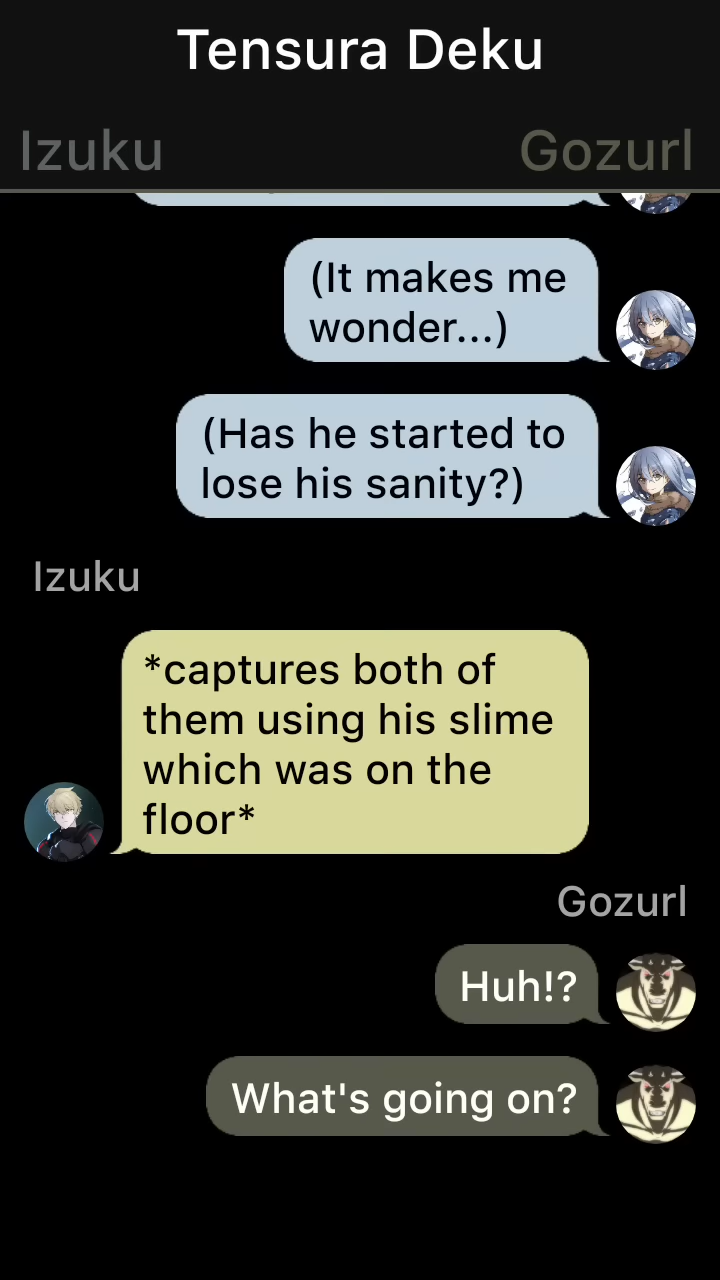 Tensura Deku
Izuku
Gozurl
(It makes me
wonder...)
(Has he started to
lose his sanity?)
Izuku
*captures both of
them using his slime
which was on the
floor*
Gozurl
Huh!?
What's going on?